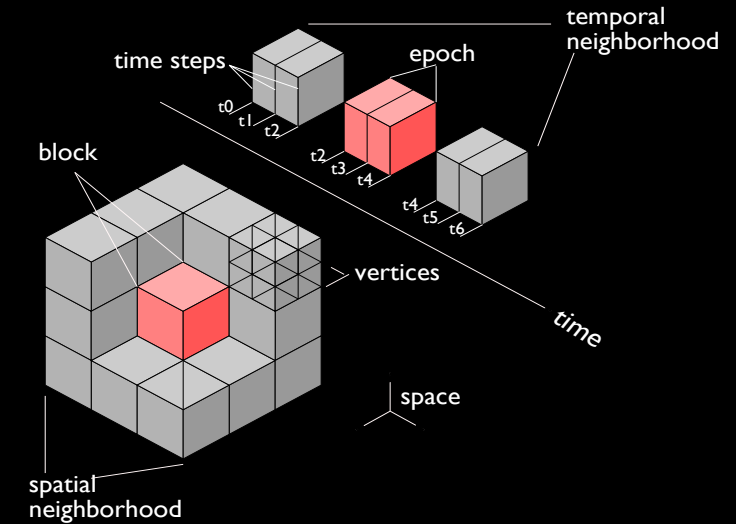 temporal
neighborhood
time steps
epoch
t0
t1
t2
t2
t3
t4
t4
t5
t6
block
vertices
time
space
spatial
neighborhood